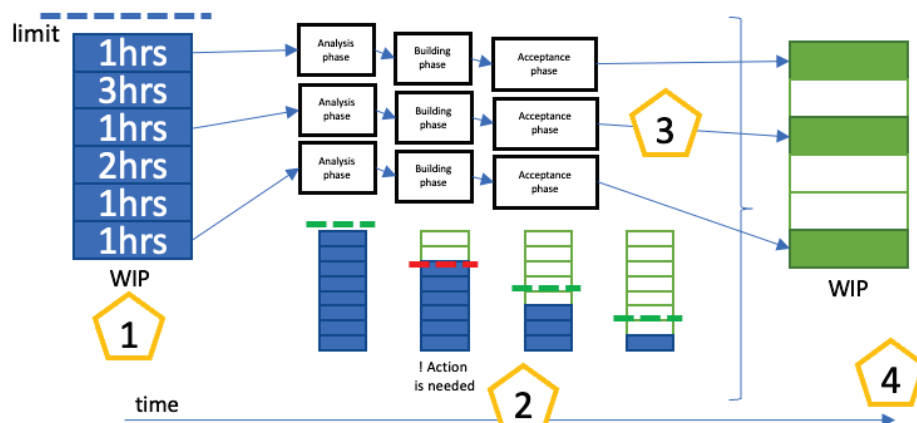 limit
1hrs
3hrs
1hrs
2hrs
1hrs
1hrs
WIP
1
Analysis
phase
Building
phase
Acceptance
phase
Analysis
phase
Building
phase
Acceptance
phase
Analysis
phase
Building
phase
Acceptance
phase
3
! Action
is needed
2
WIP
4
time